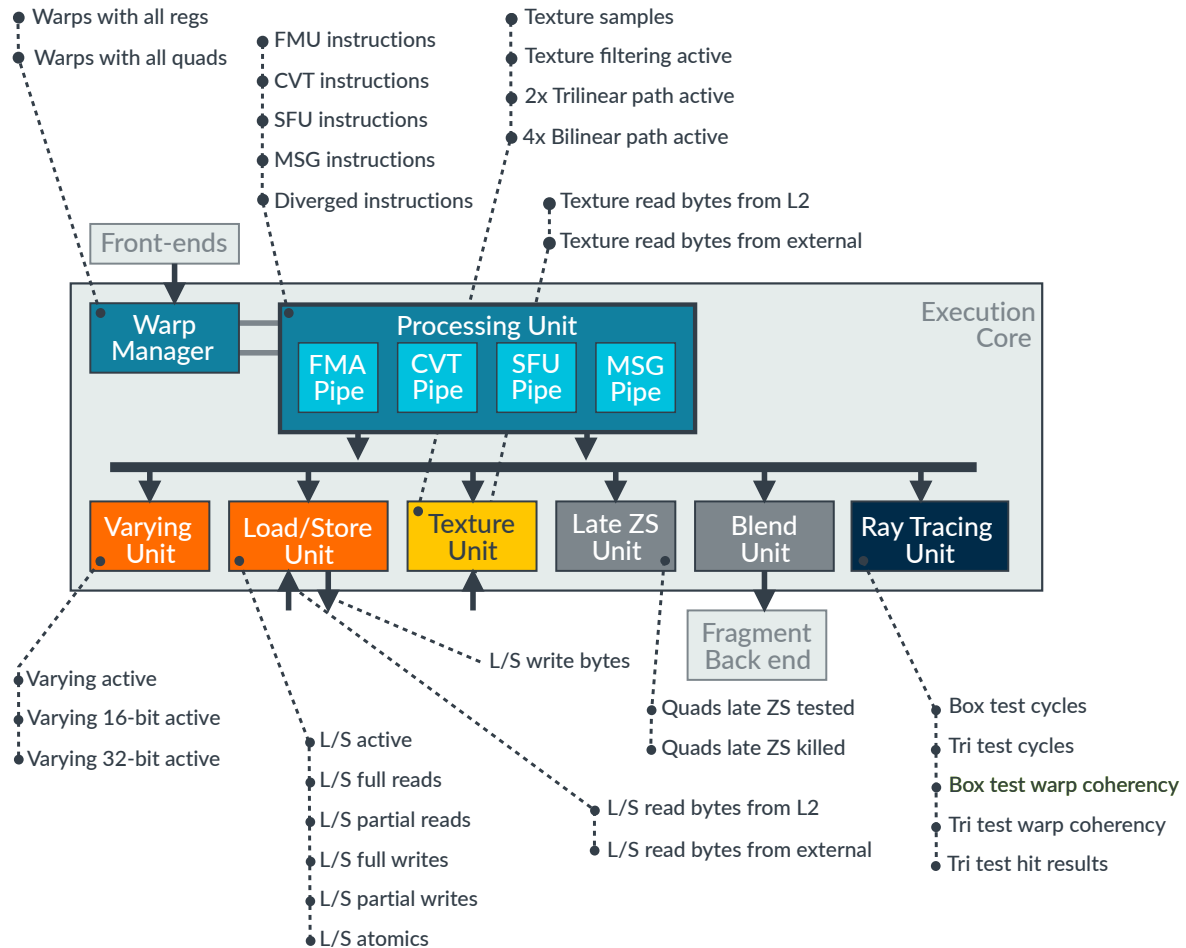 Warps with all regs
Warps with all quads
FMU instructions
CVT instructions
SFU instructions
MSG instructions
Diverged instructions
Texture samples
Texture filtering active
2x Trilinear path active
4x Bilinear path active
Texture read bytes from L2
Texture read bytes from external
Front-ends
Execution
Core
Warp
Manager
Processing Unit
FMA
Pipe
CVT
Pipe
SFU
Pipe
MSG
Pipe
Varying
Unit
Load/Store
Unit
Texture
Unit
Late ZS
Unit
Blend
Unit
Ray Tracing
Unit
Fragment
Back end
L/S write bytes
Varying active
Varying 16-bit active
Varying 32-bit active
L/S active
L/S full reads
L/S partial reads
L/S full writes
L/S partial writes
L/S atomics
Quads late ZS tested
Quads late ZS killed
L/S read bytes from L2
L/S read bytes from external
Box test cycles
Tri test cycles
Box test warp coherency
Tri test warp coherency
Tri test hit results